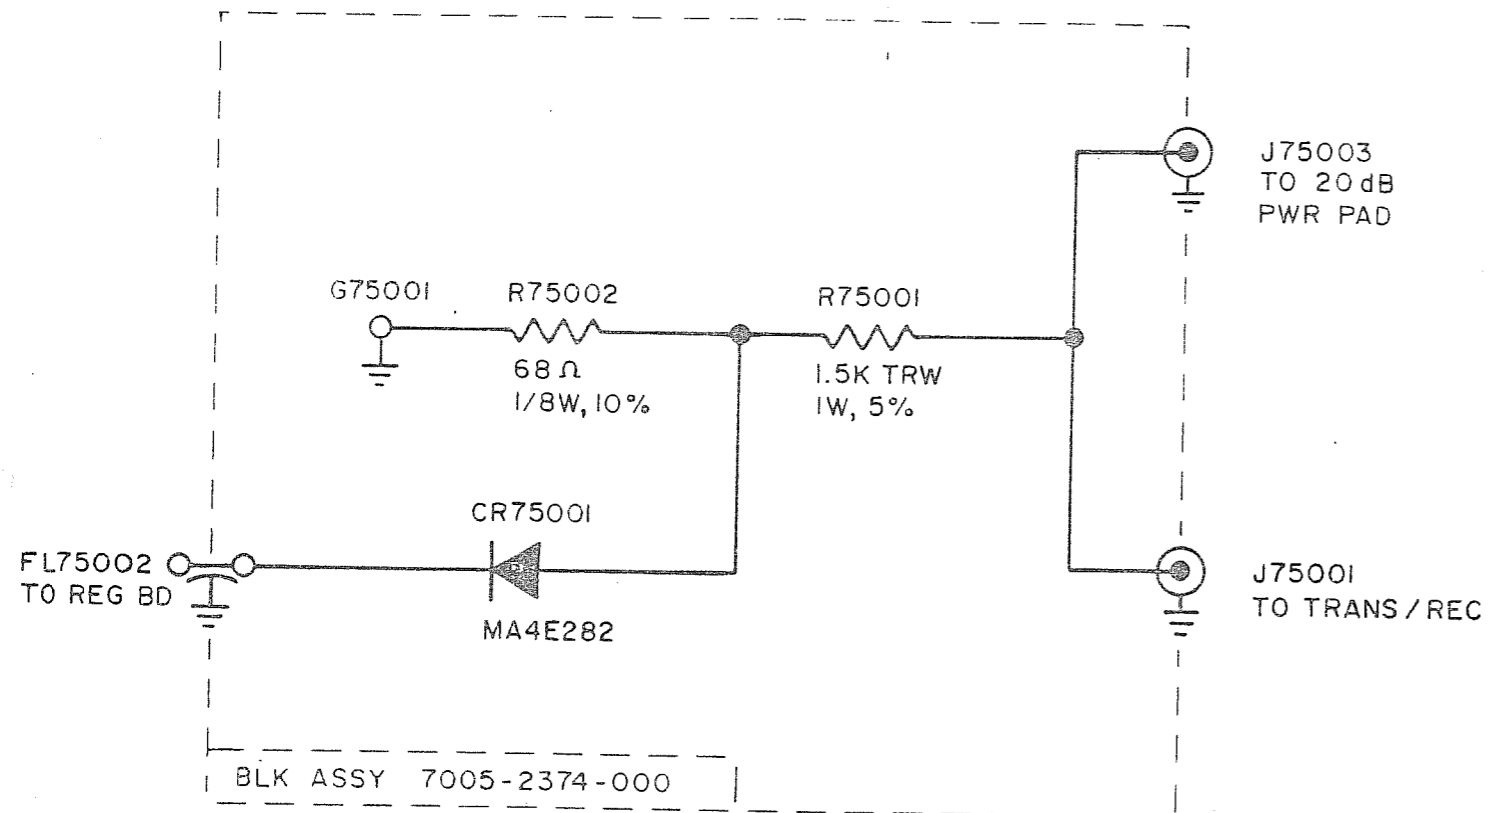 J75003
TO 20dB
PWR PAD
G75001
R75002
R75001
68Ω
1/8W, 10%
1.5K TRW
1W, 5%
CR75001
MA4E282
FL75002
TO REG BD
J75001
TO TRANS/REC
BLK ASSY 7005-2374-000